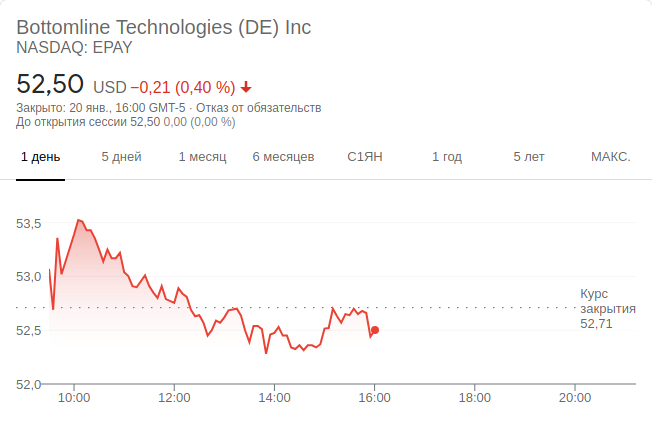 Bottomline Technologies (DE) Inc
NASDAQ: EPAY
52,50 USD −0,21 (0,40 %)
Закрыто: 20 янв., 16:00 GMT-5 · Отказ от обязательств
До открытия сессии 52,50 0,00 (0,00 %)
1 день 5 дней 1 месяц 6 месяцев С1ЯН 1 год 5 лет МАКС.
53,5
53,0
Курс
закрытия
52,71
52,5
52,0
10:00 12:00 14:00 16:00 18:00 20:00